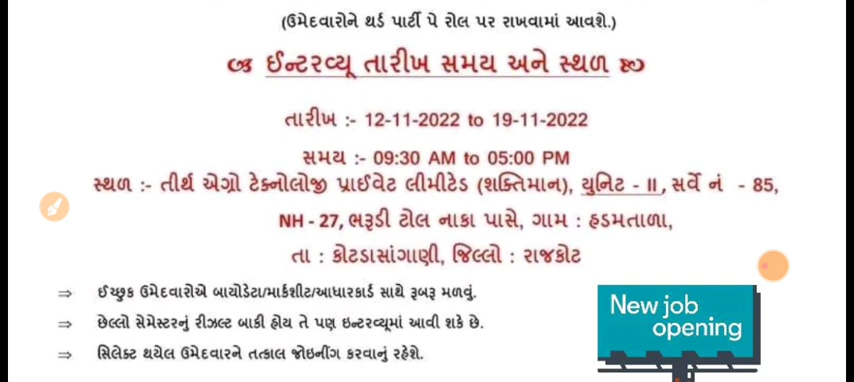 (ઉમેદવારોને થર્ડ પાર્ટી પે રોલ પર રાખવામાં આવશે.)
ઈન્ટરવ્યૂ તારીખ સમય અને સ્થળ
તારીખ :- 12-11-2022 to 19-11-2022
સમય :- 09:30 AM to 05:00 PM
સ્થળ :- તીર્થ એગ્રો ટેક્નોલોજી પ્રાઈવેટ લીમીટેડ (શક્તિમાન), યુનિટ - II, સર્વે નં - 85,
NH - 27, ભરૂડી ટોલ નાકા પાસે, ગામ : હડમતાળા,
તા : કોટડાસાંગાણી, જિલ્લો : રાજકોટ
⇒ ઈચ્છુક ઉમેદવારોએ બાયોડેટા/માર્કશીટ/આધારકાર્ડ સાથે રૂબરૂ મળવું.
⇒ છેલ્લો સેમેસ્ટરનું રીઝલ્ટ બાકી હોય તે પણ ઇન્ટરવ્યૂમાં આવી શકે છે.
⇒ સિલેક્ટ થયેલ ઉમેદવારને તત્કાલ જોઇનીંગ કરવાનું રહેશે.
New job
opening